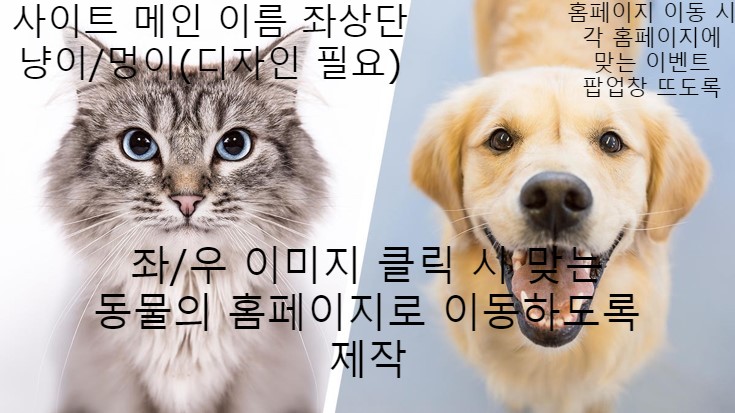 사이트 메인 이름 좌상단
냥이/멍이(디자인 필요)
홈페이지 이동 시
각 홈페이지에
맞는 이벤트
팝업창 뜨도록
좌/우 이미지 클릭 시 맞는
동물의 홈페이지로 이동하도록
제작